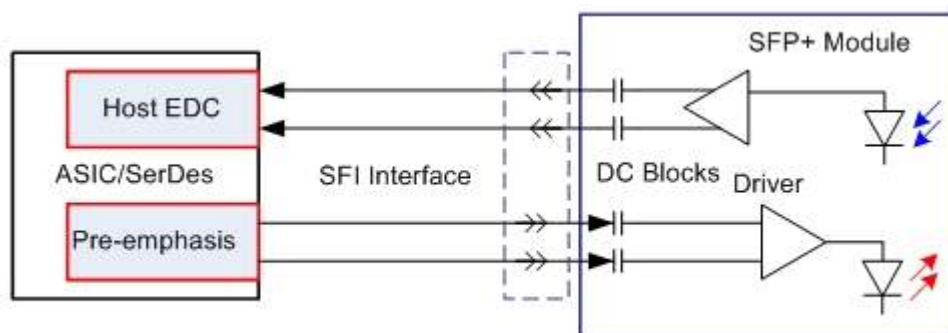 SFP+ Module
Host EDC
ASIC/SerDes
SFI Interface
DC Blocks
Driver
Pre-emphasis